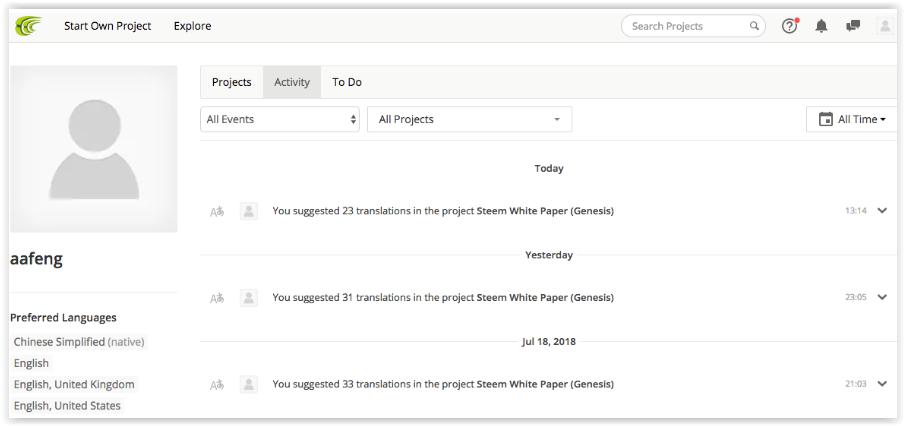 Start Own Project Explore Search Projects
Projects Activity To Do
All Events All Projects All Time
Today
You suggested 23 translations in the project Steem White Paper (Genesis) 13:14
Yesterday
You suggested 31 translations in the project Steem White Paper (Genesis) 23:05
Jul 18, 2018
You suggested 33 translations in the project Steem White Paper (Genesis) 21:03
aafeng
Preferred Languages
Chinese Simplified (native)
English
English, United Kingdom
English, United States